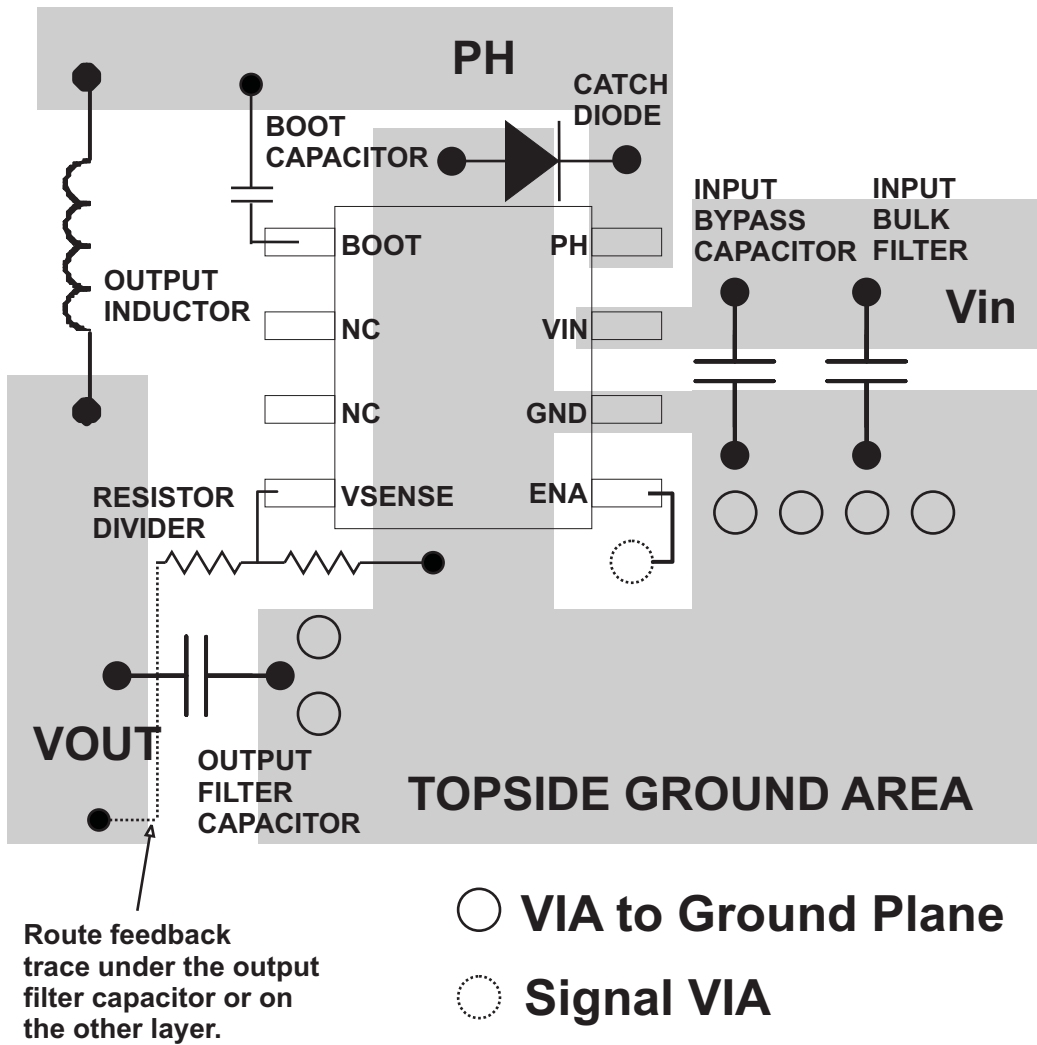 PH
CATCH
DIODE
BOOT
CAPACITOR
INPUT
BYPASS
CAPACITOR
INPUT
BULK
FILTER
BOOT
PH
OUTPUT
INDUCTOR
Vin
NC
VIN
NC
GND
RESISTOR
DIVIDER
VSENSE
ENA
VOUT
OUTPUT
FILTER
CAPACITOR
TOPSIDE GROUND AREA
Route feedback
trace under the output
filter capacitor or on
the other layer.
VIA to Ground Plane
Signal VIA